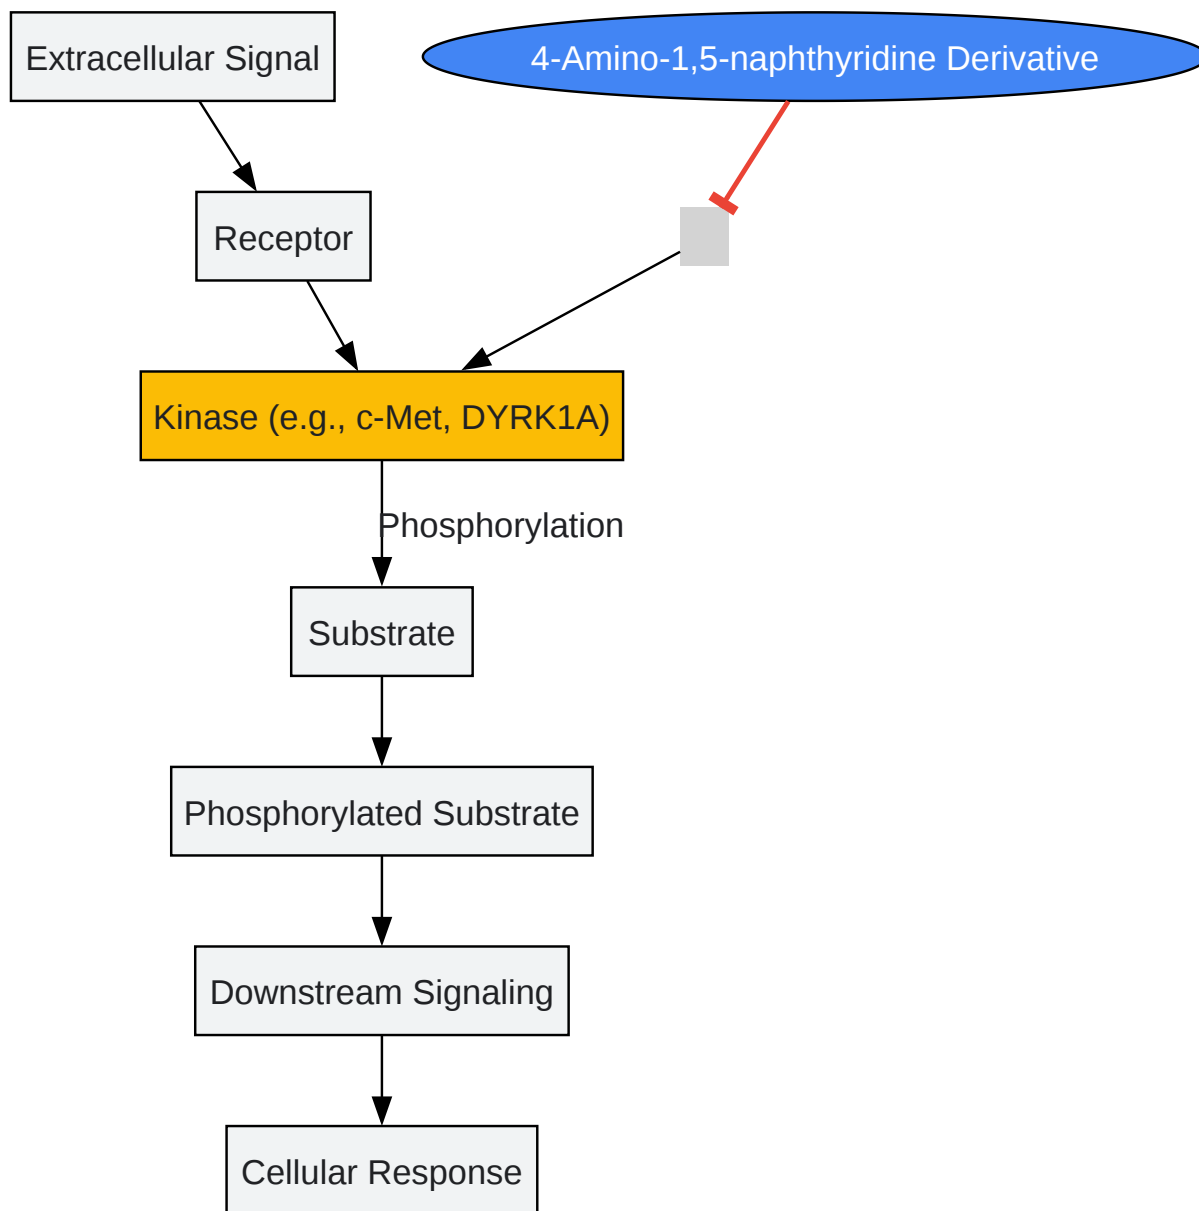 Extracellular Signal
4-Amino-1,5-naphthyridine Derivative
Receptor
Kinase (e.g., c-Met, DYRK1A)
Phosphorylation
Substrate
Phosphorylated Substrate
Downstream Signaling
Cellular Response